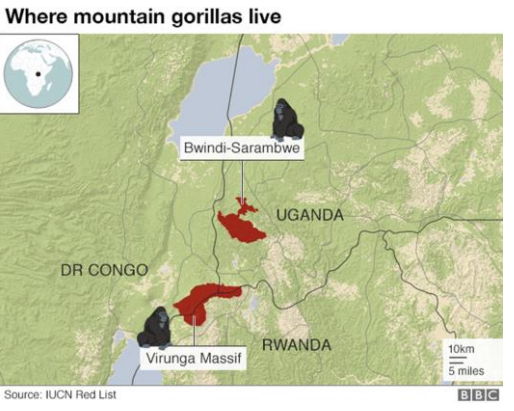 Where mountain gorillas live
Bwindi-Sarambwe
UGANDA
DR CONGO
RWANDA
Virunga Massif
10km
5 miles
Source: IUCN Red List
BBC